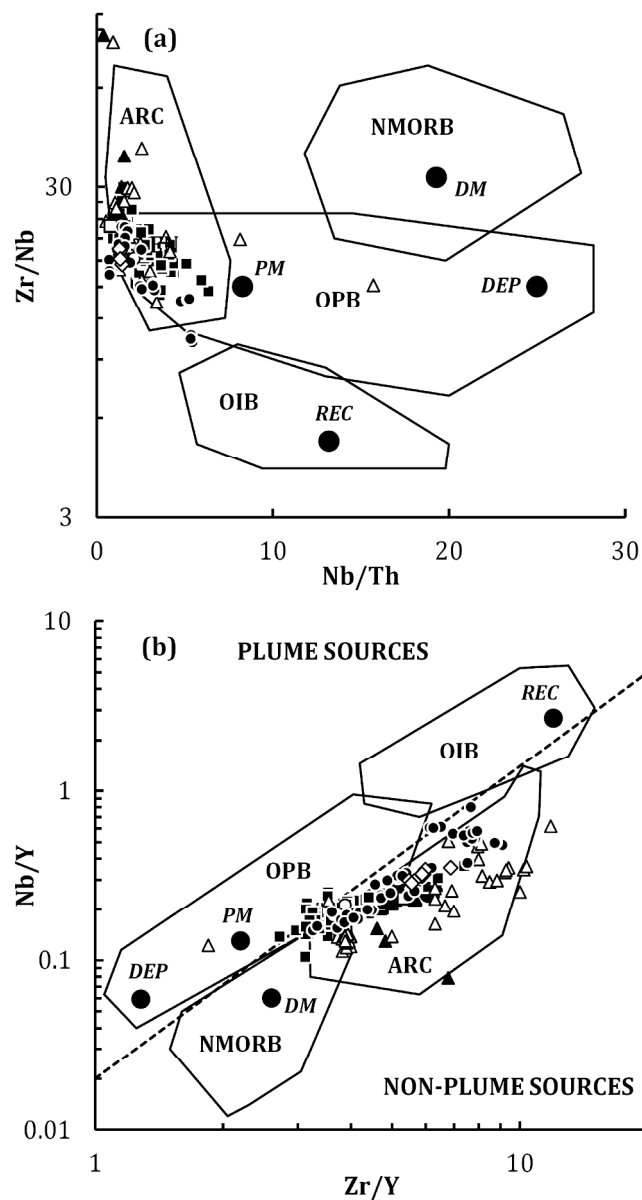 (a)
ARC
NMORB
DM
30
Zr/Nb
PM
OPB
DEP
OIB
REC
3
0
10
20
30
Nb/Th
10
(b)
PLUME SOURCES
REC
OIB
1
Nb/Y
OPB
PM
0.1
DEP
DM
ARC
NMORB
NON-PLUME SOURCES
0.01
1
10
Zr/Y